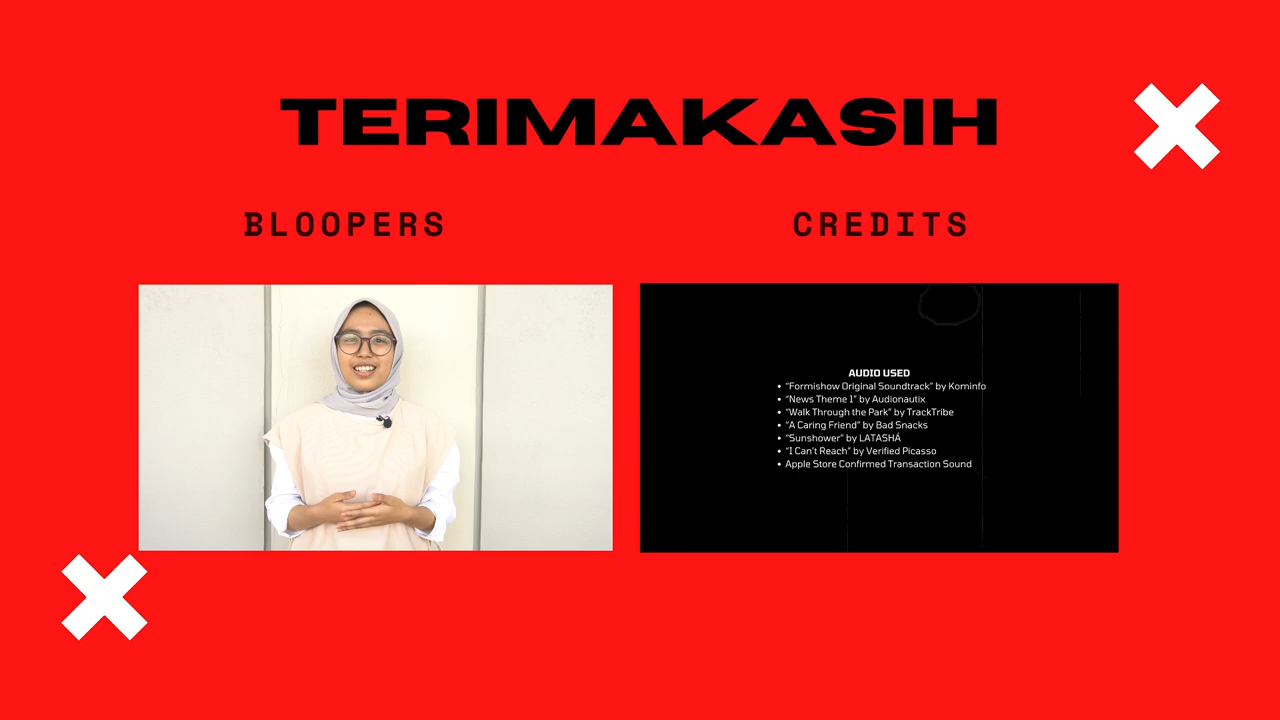 TERIMAKASIH
BLOOPERS
CREDITS
AUDIO USED
• “Formishow Original Soundtrack” by Kominfo
• “News Theme 1” by Audionautix
• “Walk Through the Park” by TrackTribe
• “A Caring Friend” by Bad Snacks
• “Sunshower” by LATASHÁ
• “I Can't Reach” by Verified Picasso
• Apple Store Confirmed Transaction Sound